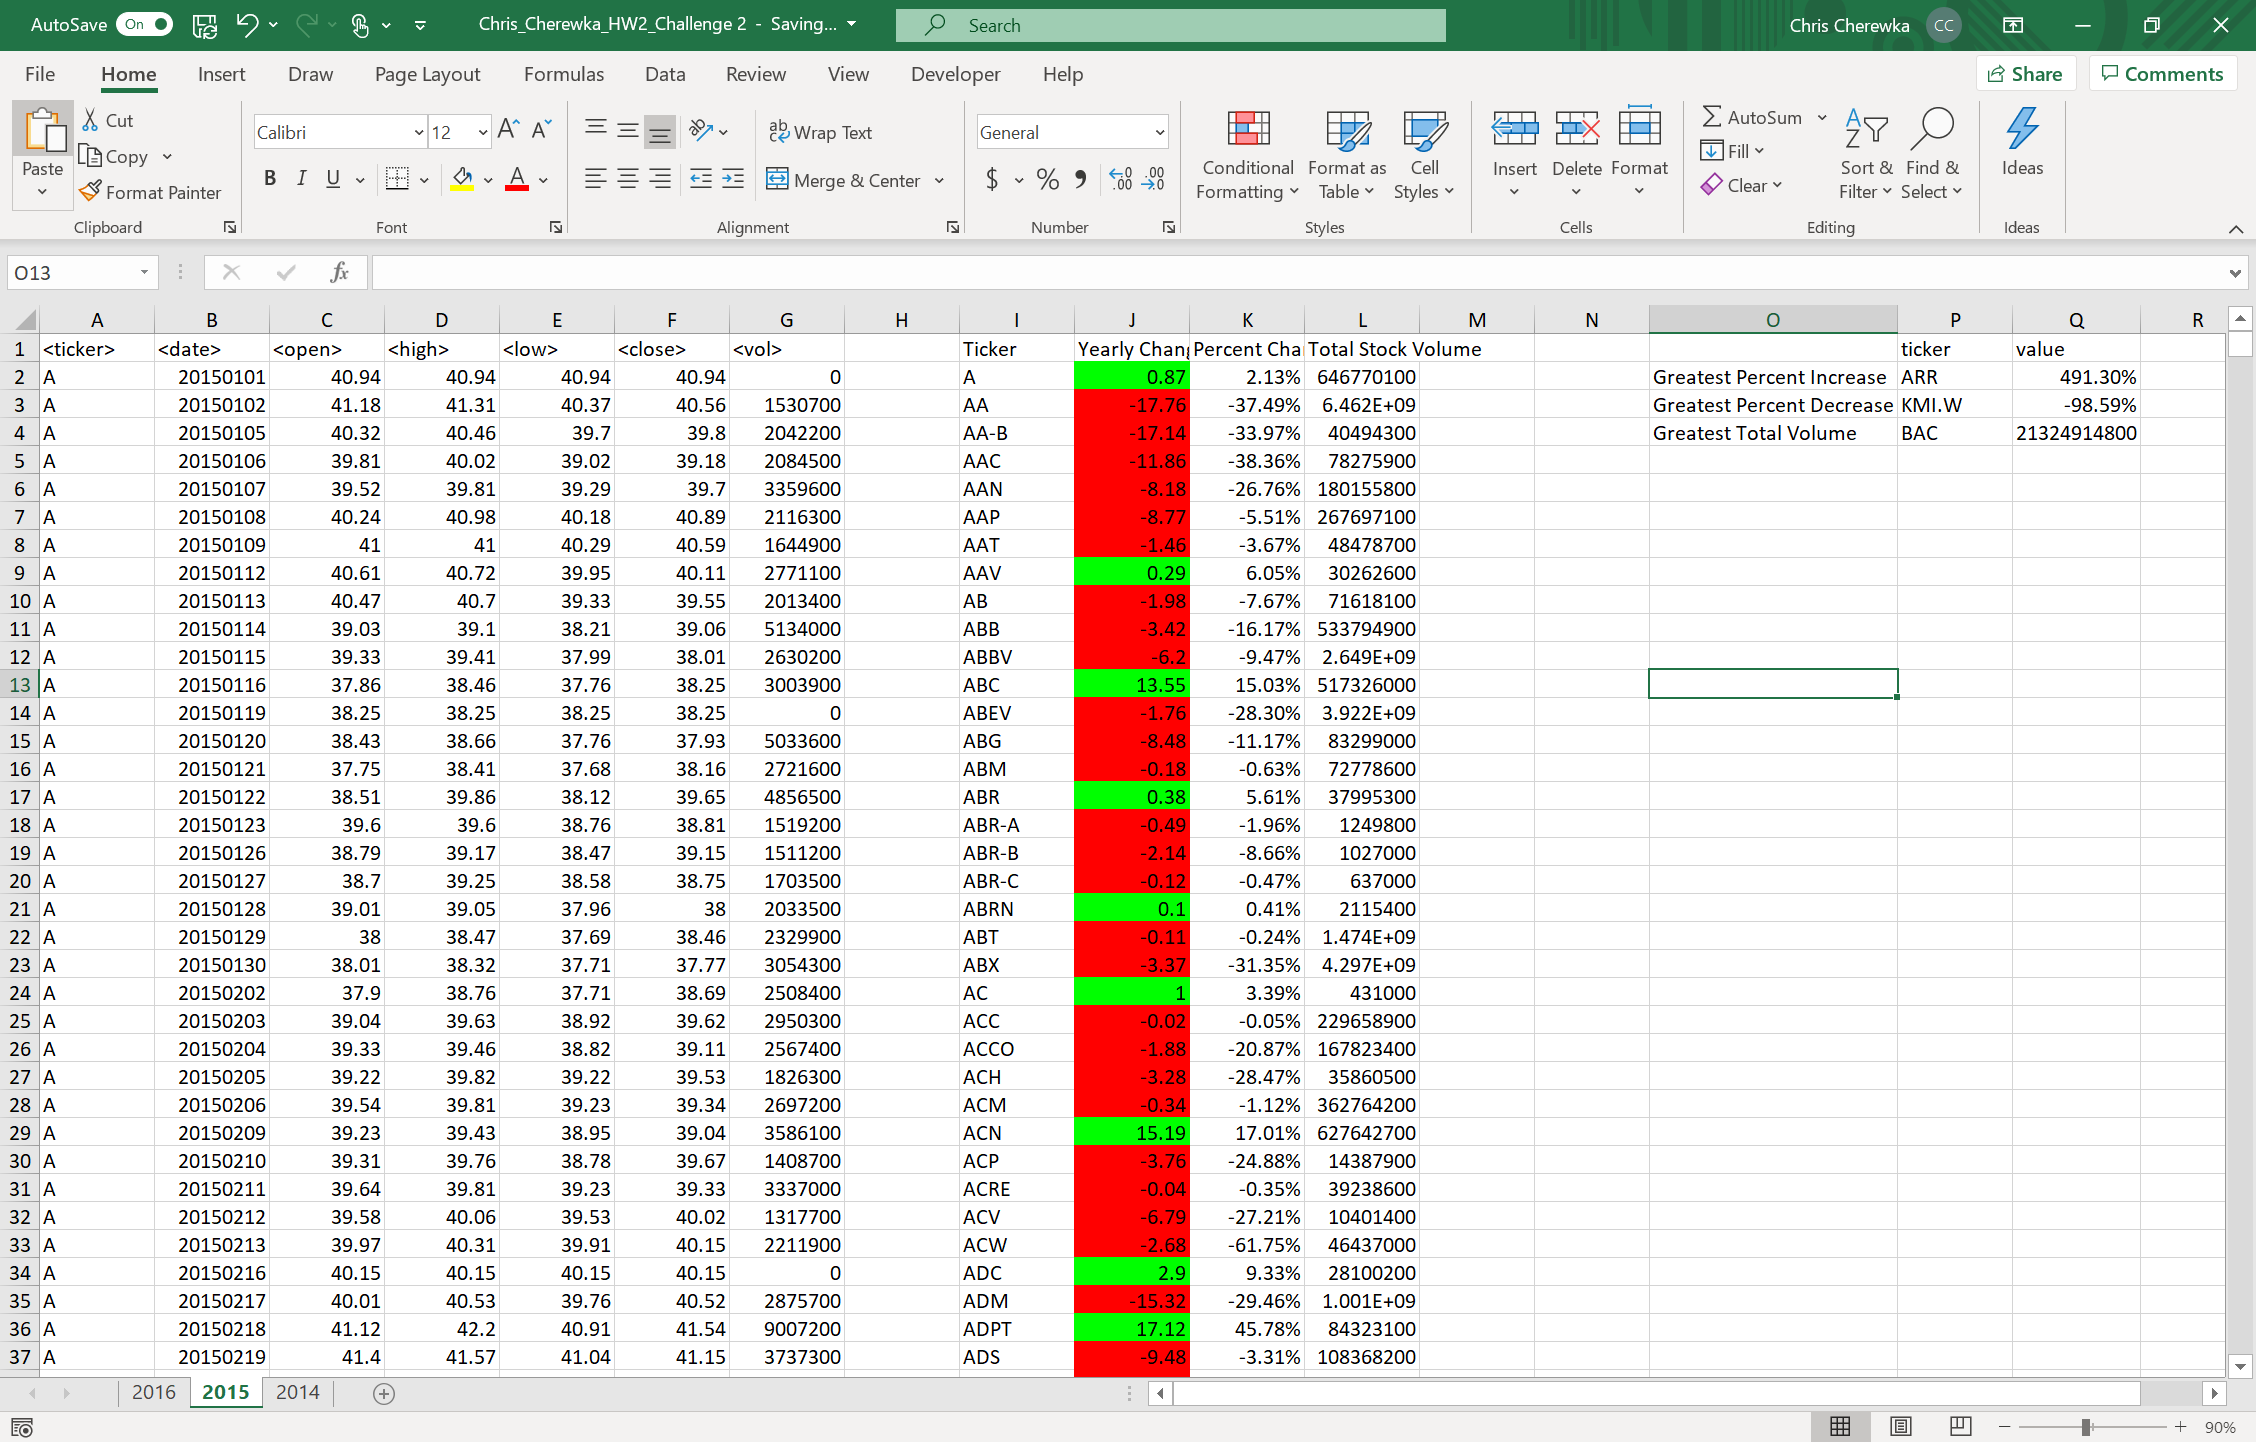 AutoSave On Chris_Cherewka_HW2_Challenge 2 - Saving... Search Chris Cherewka CC
File Home Insert Draw Page Layout Formulas Data Review View Developer Help Share Comments
Paste Cut Copy Format Painter Clipboard
Calibri 12 B I U A Font
ab Wrap Text Merge & Center Alignment
General $ % Number
Conditional Formatting Format as Table Cell Styles Styles
Insert Delete Format Cells
AutoSum Fill Clear Sort & Filter Find & Select Editing
Ideas Ideas
O13 fx
A B C D E F G H I J K L M N O P Q R
1 <ticker> <date> <open> <high> <low> <close> <vol> Ticker Yearly Chang Percent Cha Total Stock Volume ticker value
2 A 20150101 40.94 40.94 40.94 40.94 0 A 0.87 2.13% 646770100 Greatest Percent Increase ARR 491.30%
3 A 20150102 41.18 41.31 40.37 40.56 1530700 AA -17.76 -37.49% 6.462E+09 Greatest Percent Decrease KMI.W -98.59%
4 A 20150105 40.32 40.46 39.7 39.8 2042200 AA-B -17.14 -33.97% 40494300 Greatest Total Volume BAC 21324914800
5 A 20150106 39.81 40.02 39.02 39.18 2084500 AAC -11.86 -38.36% 78275900
6 A 20150107 39.52 39.81 39.29 39.7 3359600 AAN -8.18 -26.76% 180155800
7 A 20150108 40.24 40.98 40.18 40.89 2116300 AAP -8.77 -5.51% 267697100
8 A 20150109 41 41 40.29 40.59 1644900 AAT -1.46 -3.67% 48478700
9 A 20150112 40.61 40.72 39.95 40.11 2771100 AAV 0.29 6.05% 30262600
10 A 20150113 40.47 40.7 39.33 39.55 2013400 AB -1.98 -7.67% 71618100
11 A 20150114 39.03 39.1 38.21 39.06 5134000 ABB -3.42 -16.17% 533794900
12 A 20150115 39.33 39.41 37.99 38.01 2630200 ABBV -6.2 -9.47% 2.649E+09
13 A 20150116 37.86 38.46 37.76 38.25 3003900 ABC 13.55 15.03% 517326000
14 A 20150119 38.25 38.25 38.25 38.25 0 ABEV -1.76 -28.30% 3.922E+09
15 A 20150120 38.43 38.66 37.76 37.93 5033600 ABG -8.48 -11.17% 83299000
16 A 20150121 37.75 38.41 37.68 38.16 2721600 ABM -0.18 -0.63% 72778600
17 A 20150122 38.51 39.86 38.12 39.65 4856500 ABR 0.38 5.61% 37995300
18 A 20150123 39.6 39.6 38.76 38.81 1519200 ABR-A -0.49 -1.96% 1249800
19 A 20150126 38.79 39.17 38.47 39.15 1511200 ABR-B -2.14 -8.66% 1027000
20 A 20150127 38.7 39.25 38.58 38.75 1703500 ABR-C -0.12 -0.47% 637000
21 A 20150128 39.01 39.05 37.96 38 2033500 ABRN 0.1 0.41% 2115400
22 A 20150129 38 38.47 37.69 38.46 2329900 ABT -0.11 -0.24% 1.474E+09
23 A 20150130 38.01 38.32 37.71 37.77 3054300 ABX -3.37 -31.35% 4.297E+09
24 A 20150202 37.9 38.76 37.71 38.69 2508400 AC 1 3.39% 431000
25 A 20150203 39.04 39.63 38.92 39.62 2950300 ACC -0.02 -0.05% 229658900
26 A 20150204 39.33 39.46 38.82 39.11 2567400 ACCO -1.88 -20.87% 167823400
27 A 20150205 39.22 39.82 39.22 39.53 1826300 ACH -3.28 -28.47% 35860500
28 A 20150206 39.54 39.81 39.23 39.34 2697200 ACM -0.34 -1.12% 362764200
29 A 20150209 39.23 39.43 38.95 39.04 3586100 ACN 15.19 17.01% 627642700
30 A 20150210 39.31 39.76 38.78 39.67 1408700 ACP -3.76 -24.88% 14387900
31 A 20150211 39.64 39.81 39.23 39.33 3337000 ACRE -0.04 -0.35% 39238600
32 A 20150212 39.58 40.06 39.53 40.02 1317700 ACV -6.79 -27.21% 10401400
33 A 20150213 39.97 40.31 39.91 40.15 2211900 ACW -2.68 -61.75% 46437000
34 A 20150216 40.15 40.15 40.15 40.15 0 ADC 2.9 9.33% 28100200
35 A 20150217 40.01 40.53 39.76 40.52 2875700 ADM -15.32 -29.46% 1.001E+09
36 A 20150218 41.12 42.2 40.91 41.54 9007200 ADPT 17.12 45.78% 84323100
37 A 20150219 41.4 41.57 41.04 41.15 3737300 ADS -9.48 -3.31% 108368200
2016 2015 2014
90%